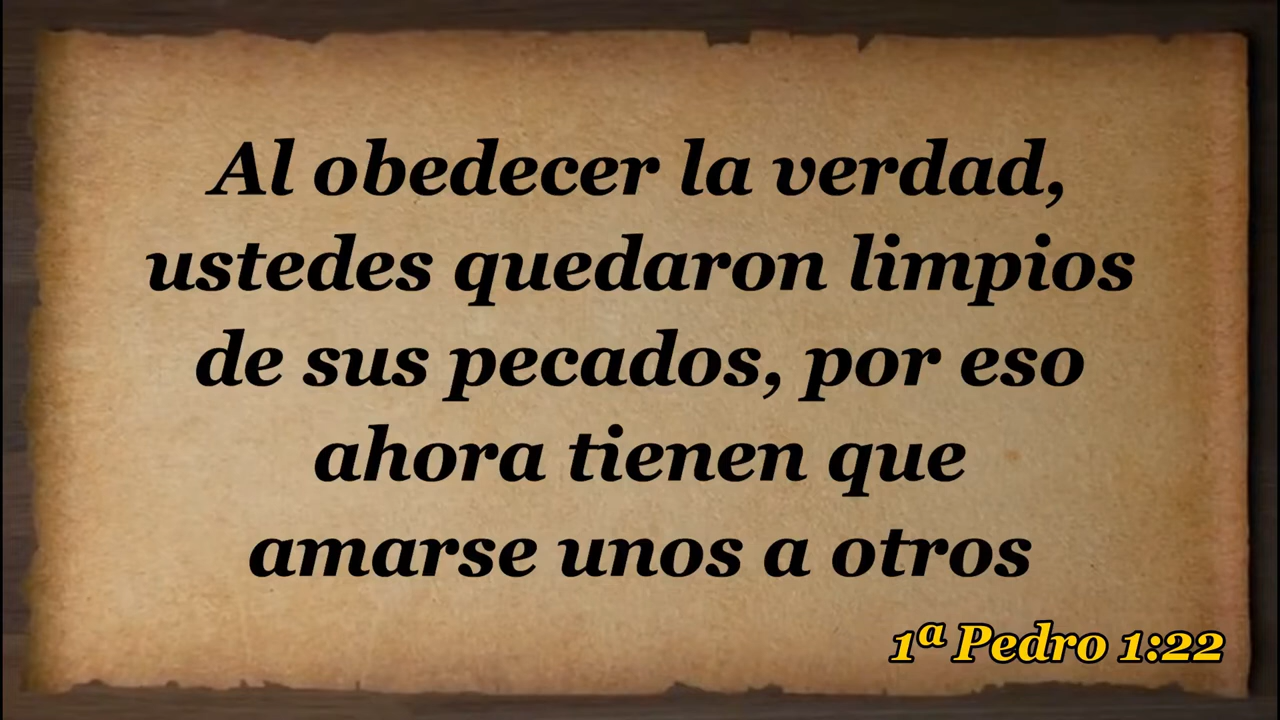 Al obedecer la verdad,
ustedes quedaron limpios
de sus pecados, por eso
ahora tienen que
amarse unos a otros
1ª Pedro 1:22